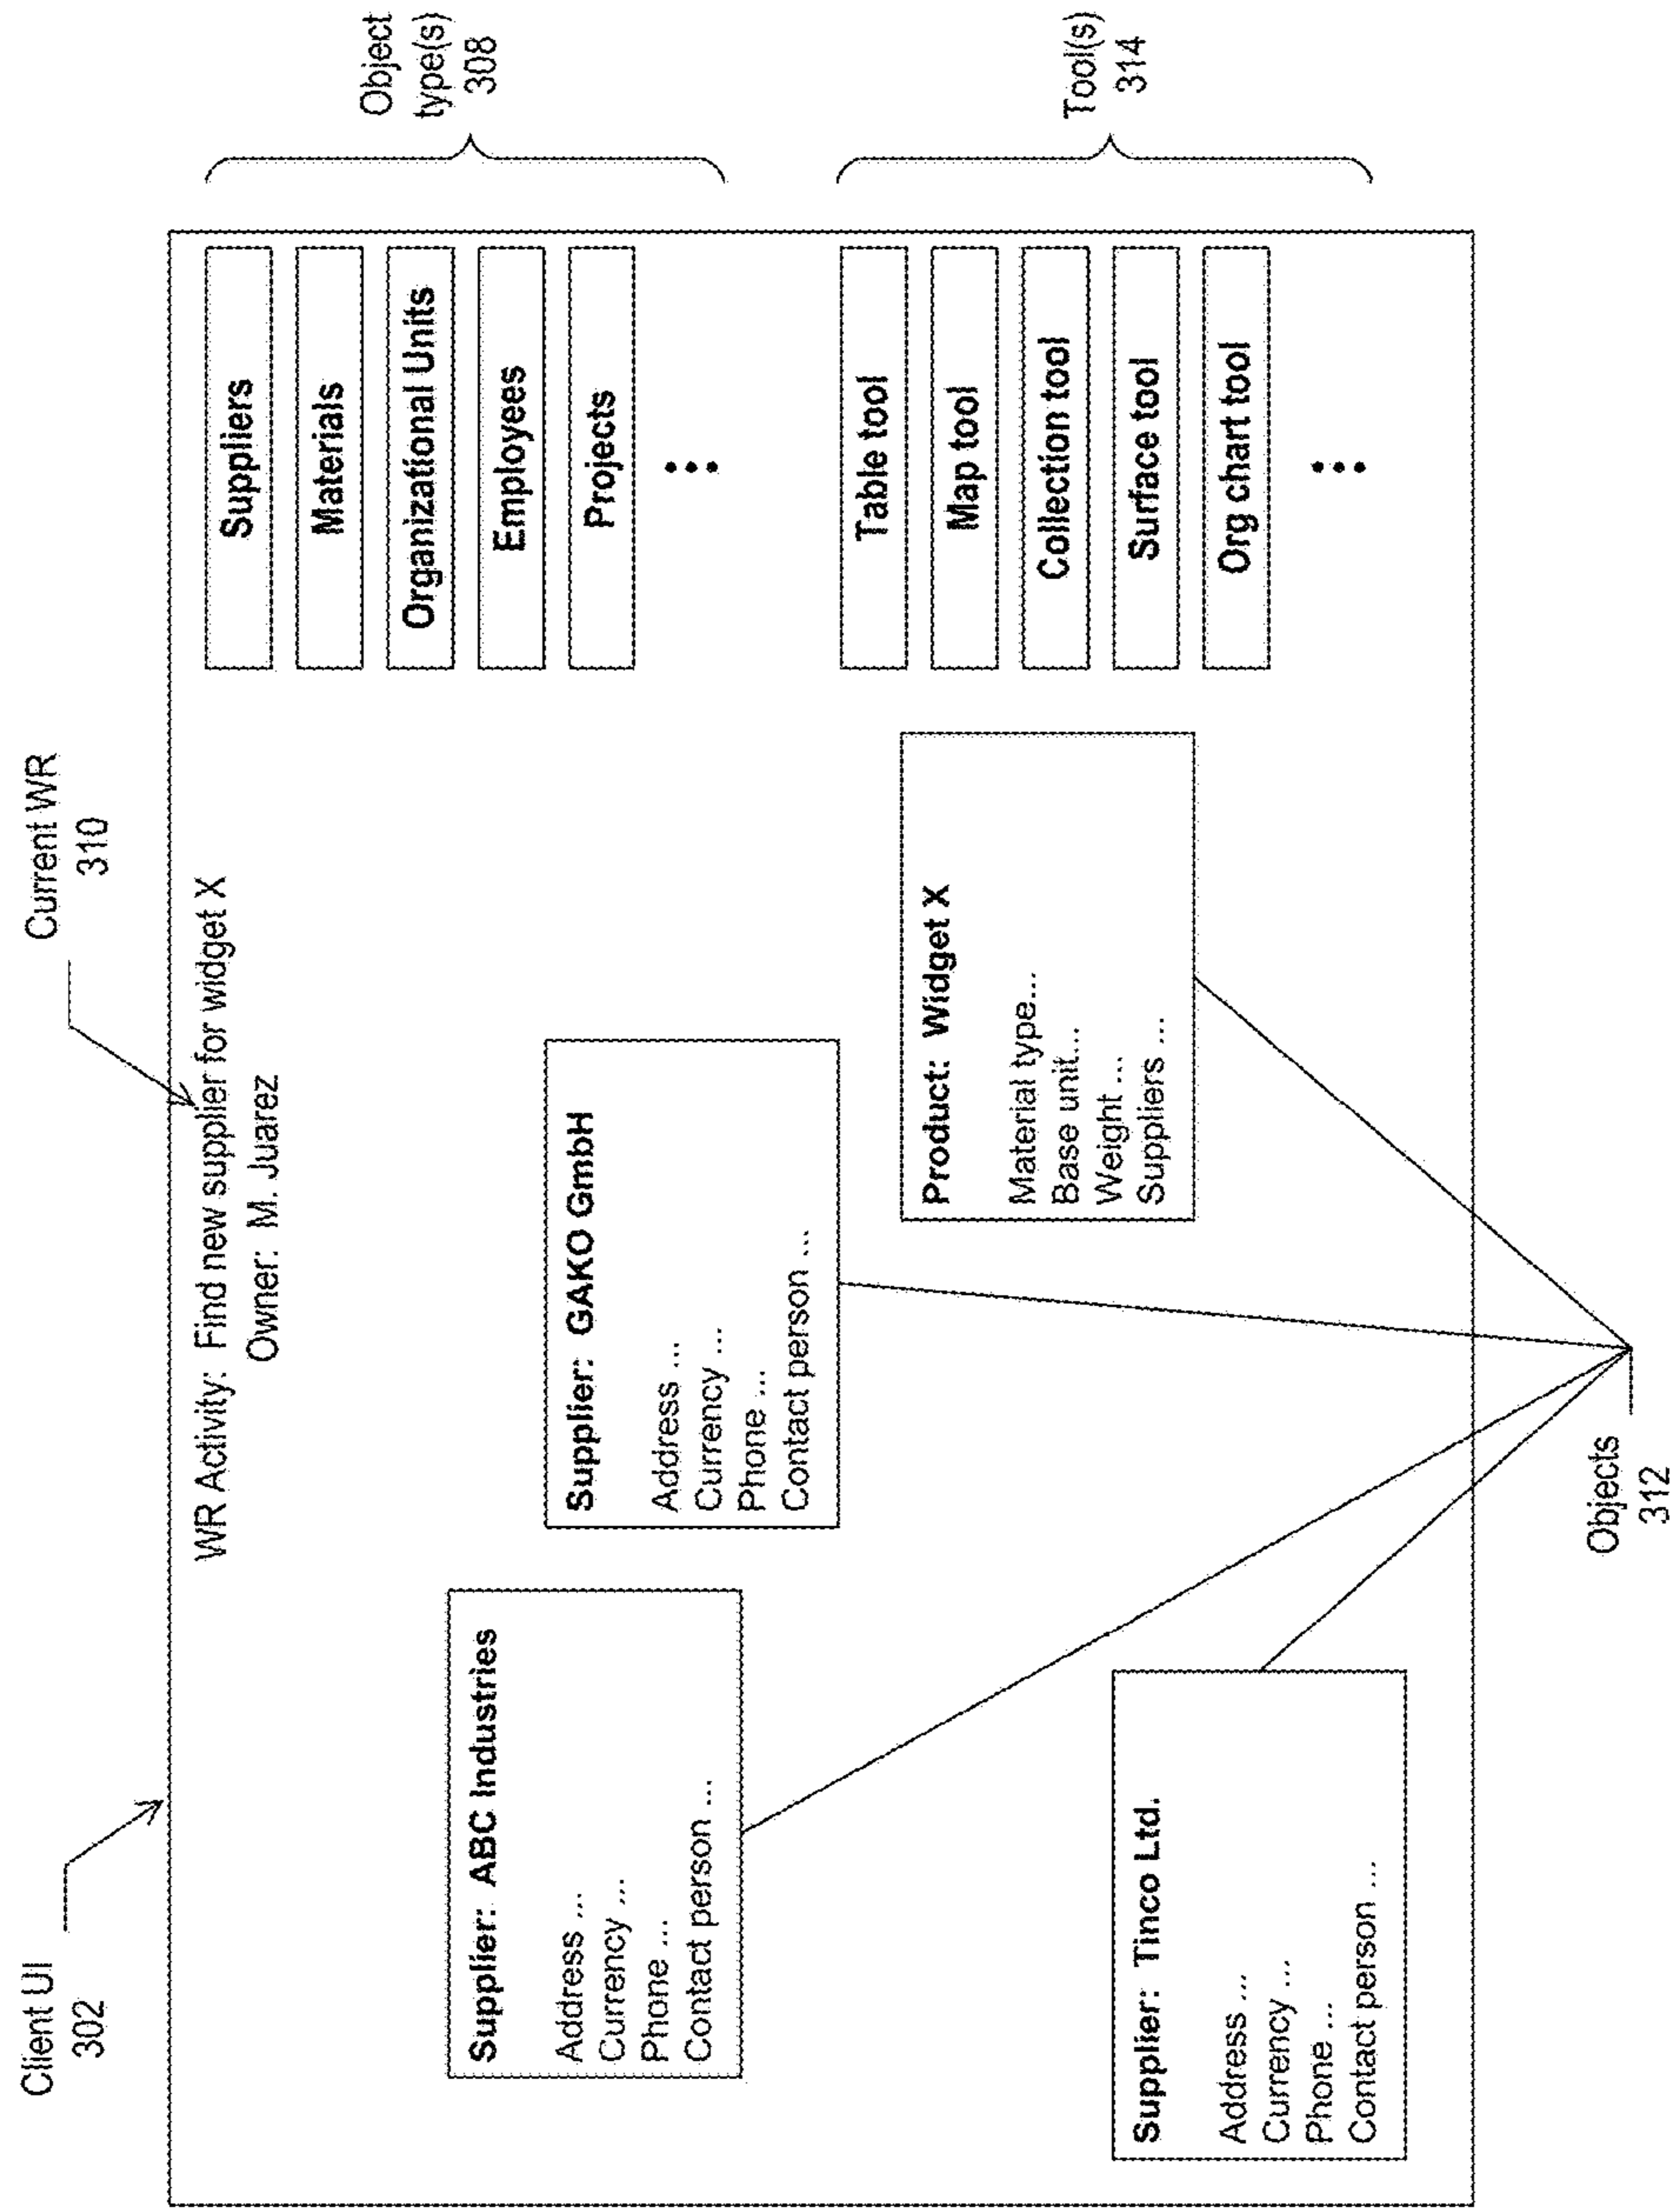 Client UI
302
Current WR
310
WR Activity: Find new supplier for widget X
Owner: M. Juarez
Supplier: ABC Industries
Address ...
Currency ...
Phone ...
Contact person ...
Supplier: GAKO GmbH
Address ...
Currency ...
Phone ...
Contact person ...
Supplier: Tinco Ltd.
Address ...
Currency ...
Phone ...
Contact person ...
Product: Widget X
Material type...
Base unit...
Weight ...
Suppliers ...
Suppliers
Materials
Organizational Units
Employees
Projects
Object
type(s)
308
Table tool
Map tool
Collection tool
Surface tool
Org chart tool
Tool(s)
314
Objects
312